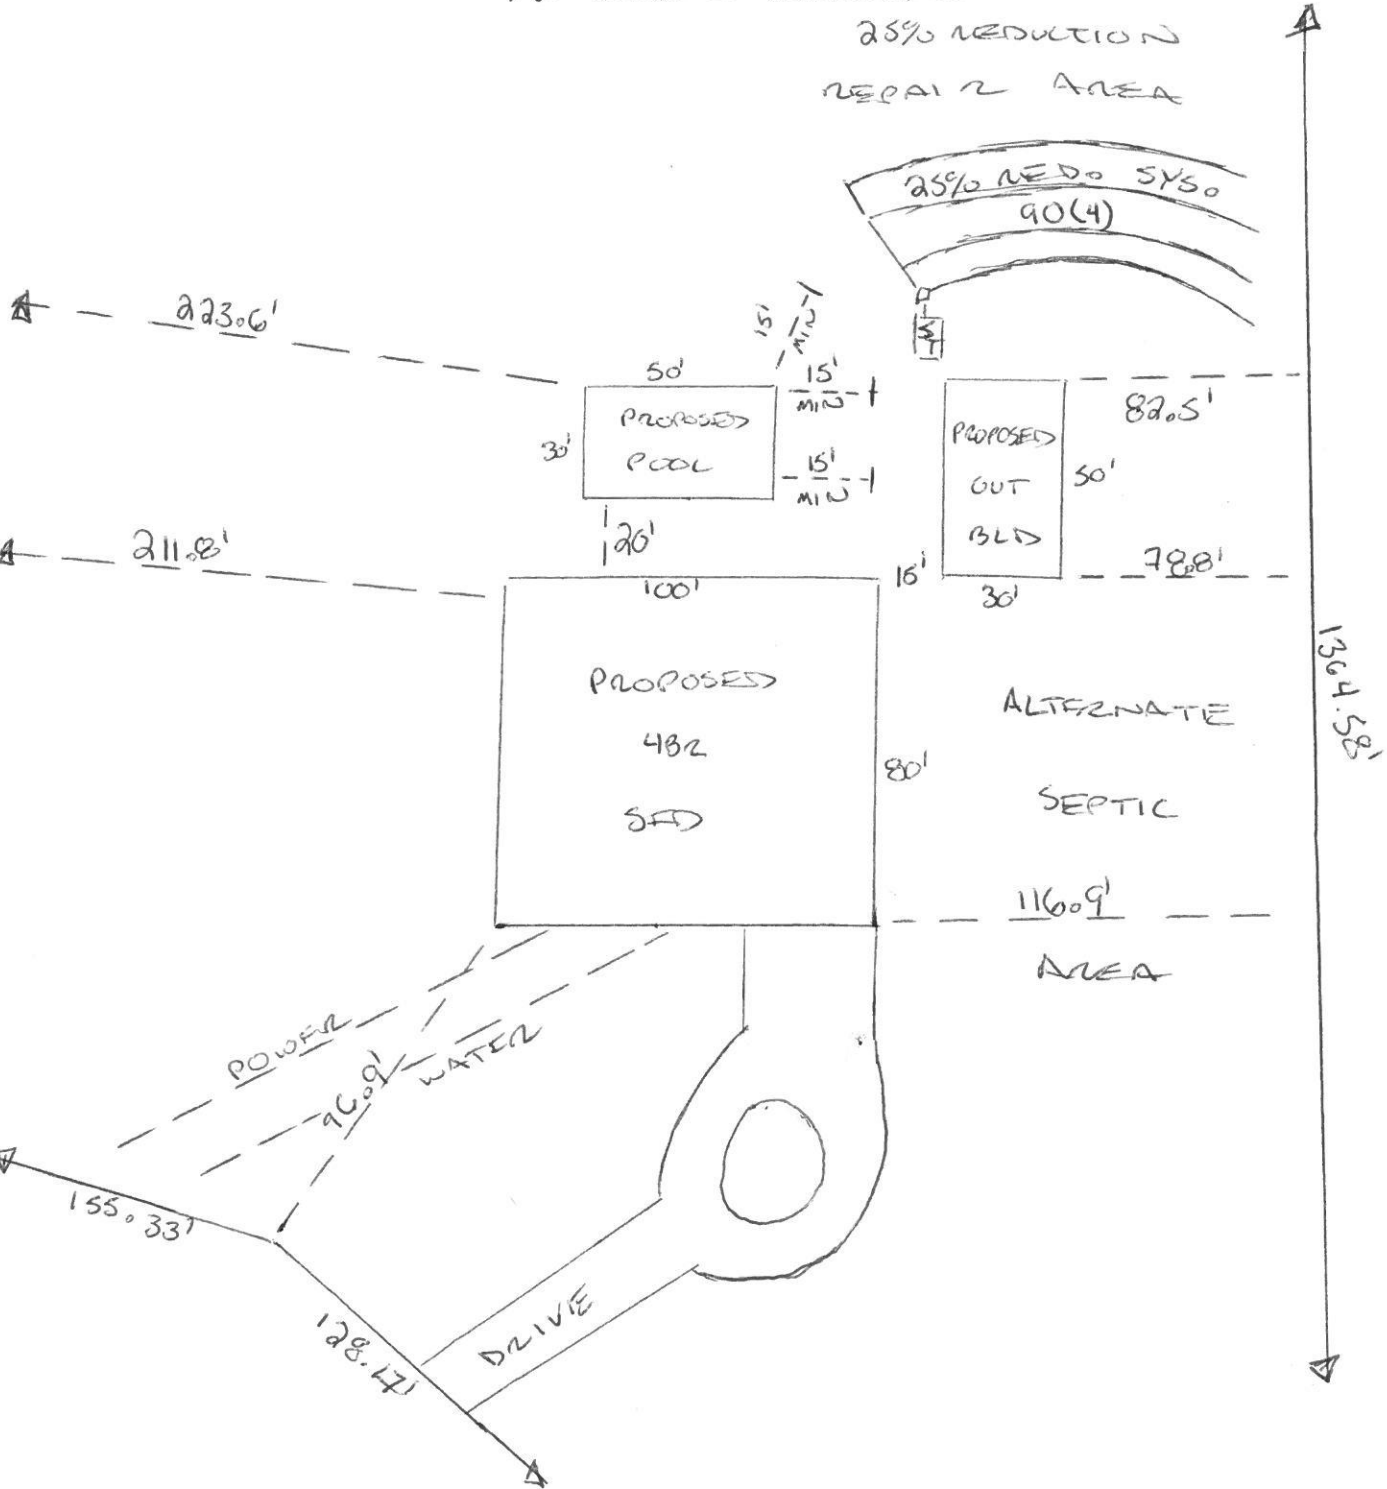 25% REDUCTION
REPAIR AREA
25% RED. SYS.
90(4)
223.6'
15' MIN
50'
15'
MIN
82.5'
PROPOSED
POOL
30'
15'
MIN
PROPOSED
OUT
BLD
50'
211.8'
20'
78.8'
15'
30'
100'
1364.58'
PROPOSED
4BR
SFD
80'
ALTERNATE
SEPTIC
116.9'
AREA
POWER
WATER
96.9'
155.33'
128.17'
DRIVE